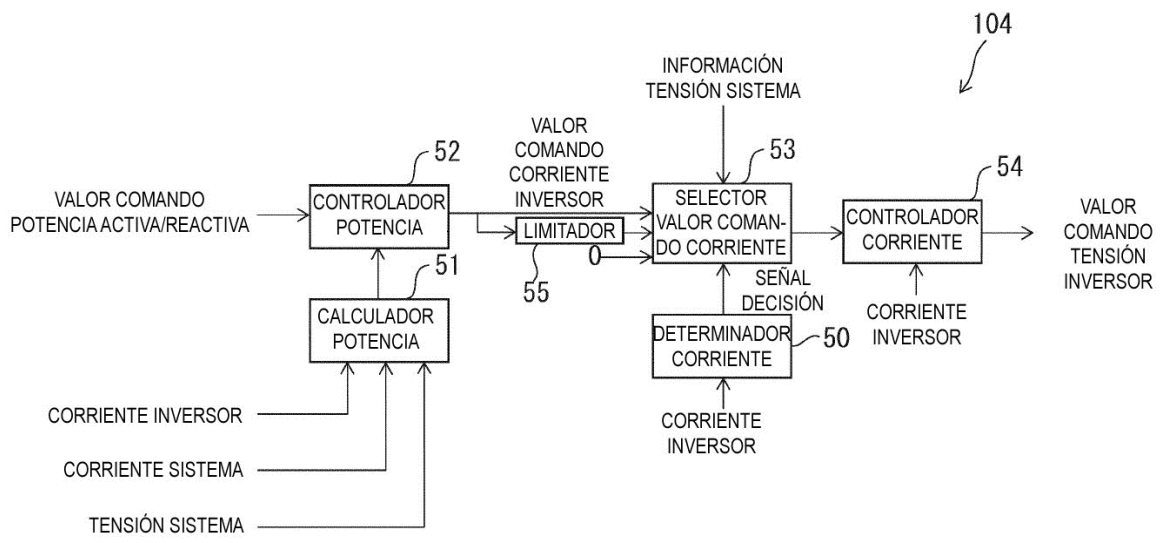 104
INFORMACIÓN
TENSIÓN SISTEMA
VALOR
COMANDO
CORRIENTE
INVERSOR
52
53
54
VALOR COMANDO
POTENCIA ACTIVA/REACTIVA
CONTROLADOR
POTENCIA
LIMITADOR
55
0
SELECTOR
VALOR COMAN-
DO CORRIENTE
CONTROLADOR
CORRIENTE
VALOR
COMANDO
TENSIÓN
INVERSOR
51
CALCULADOR
POTENCIA
SEÑAL
DECISIÓN
50
DETERMINADOR
CORRIENTE
CORRIENTE
INVERSOR
CORRIENTE
INVERSOR
CORRIENTE INVERSOR
CORRIENTE SISTEMA
TENSIÓN SISTEMA